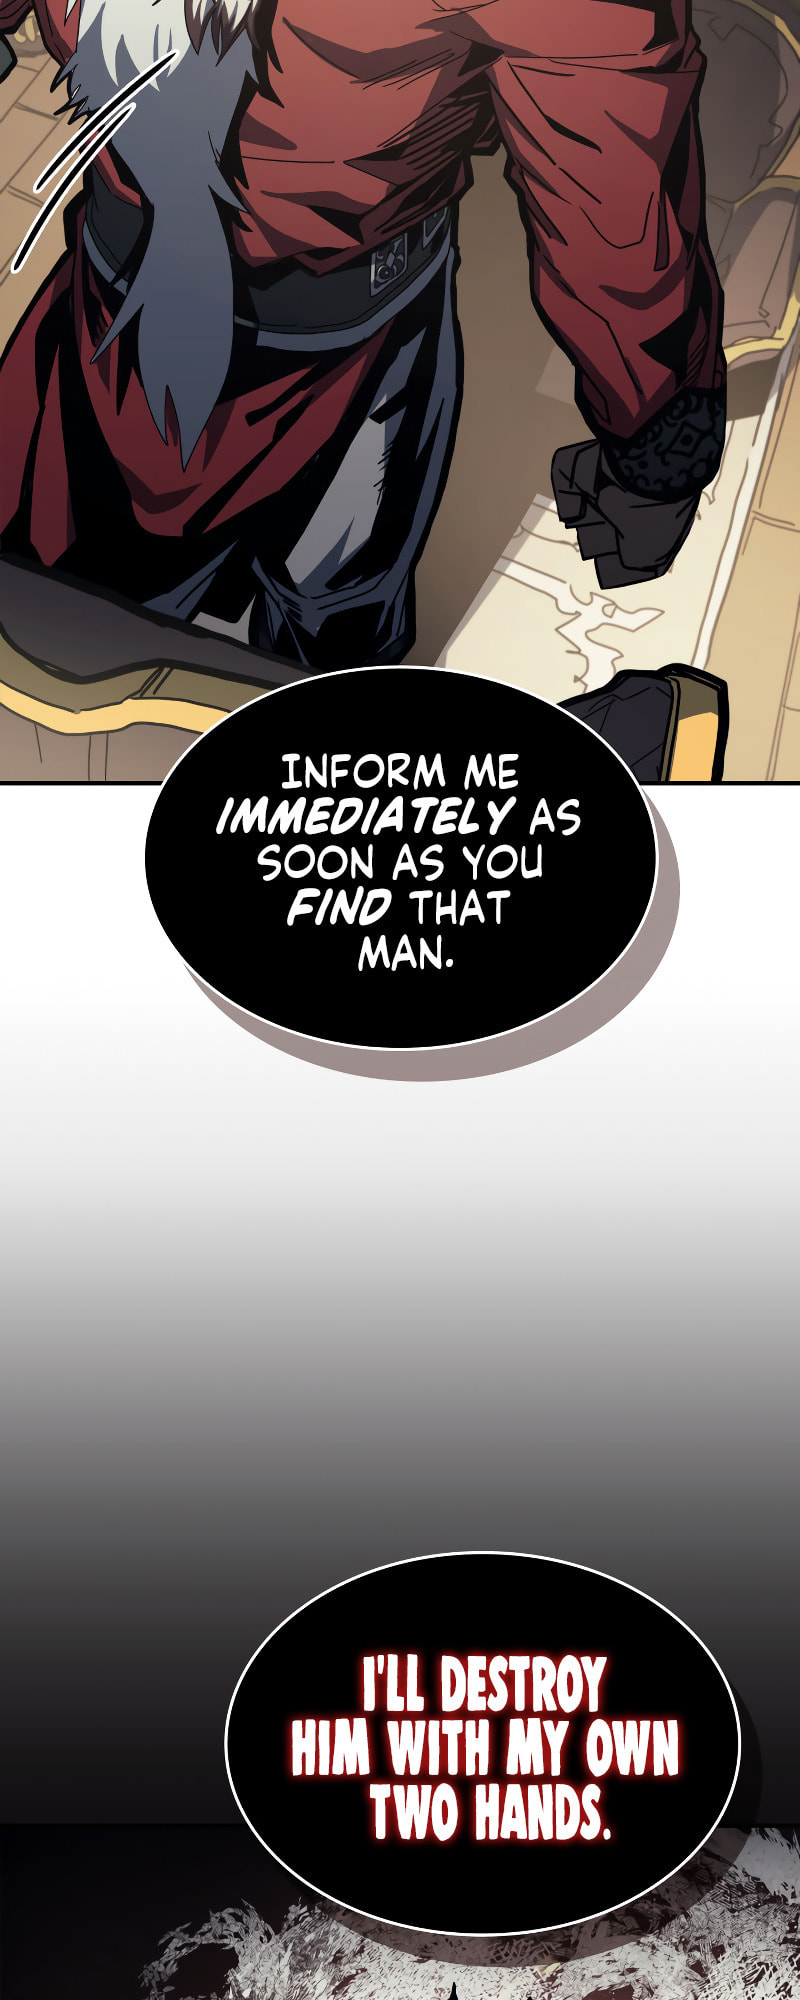 INFORM ME
IMMEDIATELY AS
SOON AS YOU
FIND THAT
MAN.
I'LL DESTROY
HIM WITH MY OWN
TWO HANDS.